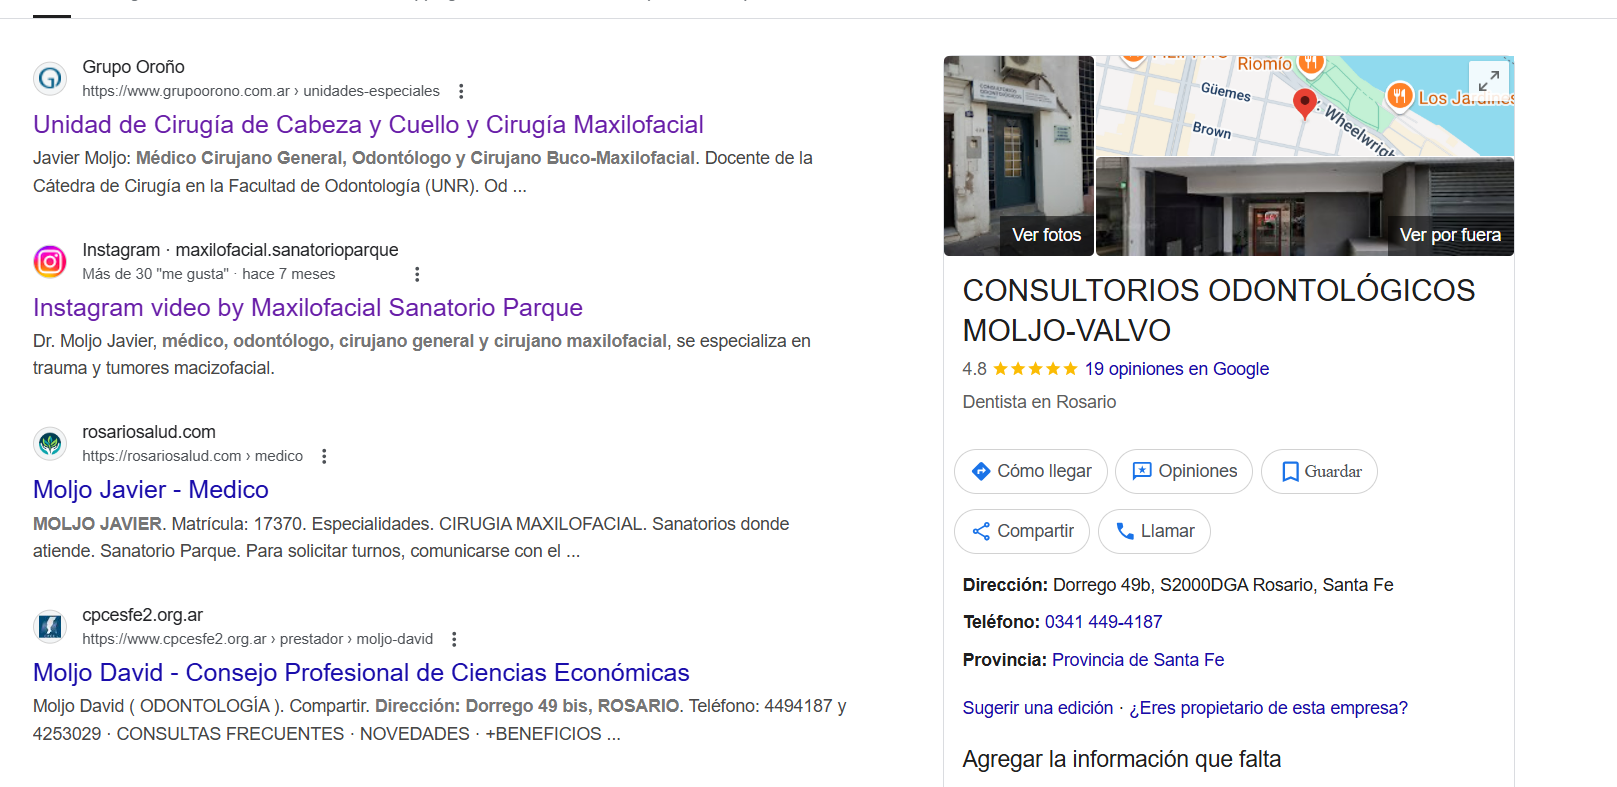 Grupo Oroño
https://www.grupoorono.com.ar › unidades-especiales
Unidad de Cirugía de Cabeza y Cuello y Cirugía Maxilofacial
Javier Moljo: Médico Cirujano General, Odontólogo y Cirujano Buco-Maxilofacial. Docente de la
Cátedra de Cirugía en la Facultad de Odontología (UNR). Od ...
Instagram · maxilofacial.sanatorioparque
Más de 30 "me gusta" · hace 7 meses
Instagram video by Maxilofacial Sanatorio Parque
Dr. Moljo Javier, médico, odontólogo, cirujano general y cirujano maxilofacial, se especializa en
trauma y tumores macizofacial.
rosariosalud.com
https://rosariosalud.com › medico
Moljo Javier - Medico
MOLJO JAVIER. Matrícula: 17370. Especialidades. CIRUGIA MAXILOFACIAL. Sanatorios donde
atiende. Sanatorio Parque. Para solicitar turnos, comunicarse con el ...
cpcesfe2.org.ar
https://www.cpcesfe2.org.ar › prestador › moljo-david
Moljo David - Consejo Profesional de Ciencias Económicas
Moljo David ( ODONTOLOGÍA ). Compartir. Dirección: Dorrego 49 bis, ROSARIO. Teléfono: 4494187 y
4253029 · CONSULTAS FRECUENTES · NOVEDADES · +BENEFICIOS ...
Riomío
Güemes
Los Jardines
Brown
Wheelwright
Ver fotos
Ver por fuera
CONSULTORIOS ODONTOLÓGICOS
MOLJO-VALVO
4.8 19 opiniones en Google
Dentista en Rosario
Cómo llegar
Opiniones
Guardar
Compartir
Llamar
Dirección: Dorrego 49b, S2000DGA Rosario, Santa Fe
Teléfono: 0341 449-4187
Provincia: Provincia de Santa Fe
Sugerir una edición · ¿Eres propietario de esta empresa?
Agregar la información que falta